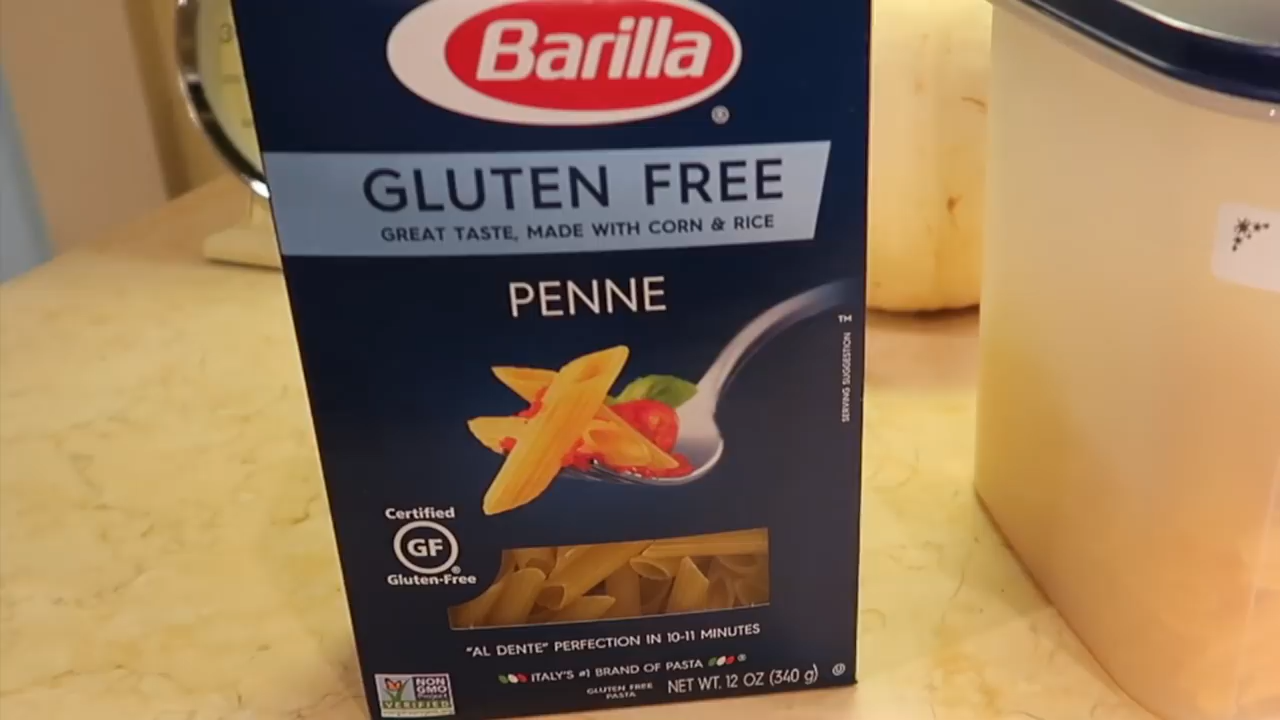 Barilla
®
GLUTEN FREE
GREAT TASTE, MADE WITH CORN & RICE
PENNE
TM
SERVING SUGGESTION
Certified
GF
®
Gluten-Free
"AL DENTE" PERFECTION IN 10-11 MINUTES
ITALY'S #1 BRAND OF PASTA ®
NON
GMO
Project
VERIFIED
GLUTEN FREE
PASTA
NET WT. 12 OZ (340 g)
U